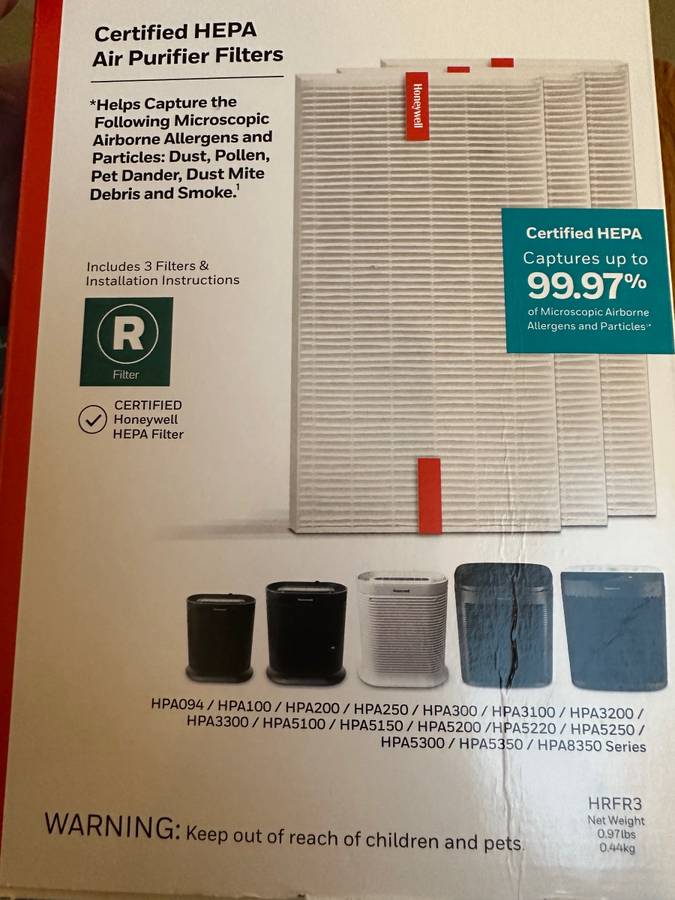 Certified HEPA
Air Purifier Filters
*Helps Capture the
Following Microscopic
Airborne Allergens and
Particles: Dust, Pollen,
Pet Dander, Dust Mite
Debris and Smoke.¹
Includes 3 Filters &
Installation Instructions
R
Filter
CERTIFIED
Honeywell
HEPA Filter
Honeywell
Certified HEPA
Captures up to
99.97%
of Microscopic Airborne
Allergens and Particles¹*
HPA094 / HPA100 / HPA200 / HPA250 / HPA300 / HPA3100 / HPA3200 /
HPA3300 / HPA5100 / HPA5150 / HPA5200 /HPA5220 / HPA5250 /
HPA5300 / HPA5350 / HPA8350 Series
WARNING: Keep out of reach of children and pets.
HRFR3
Net Weight
0.97lbs
0.44kg